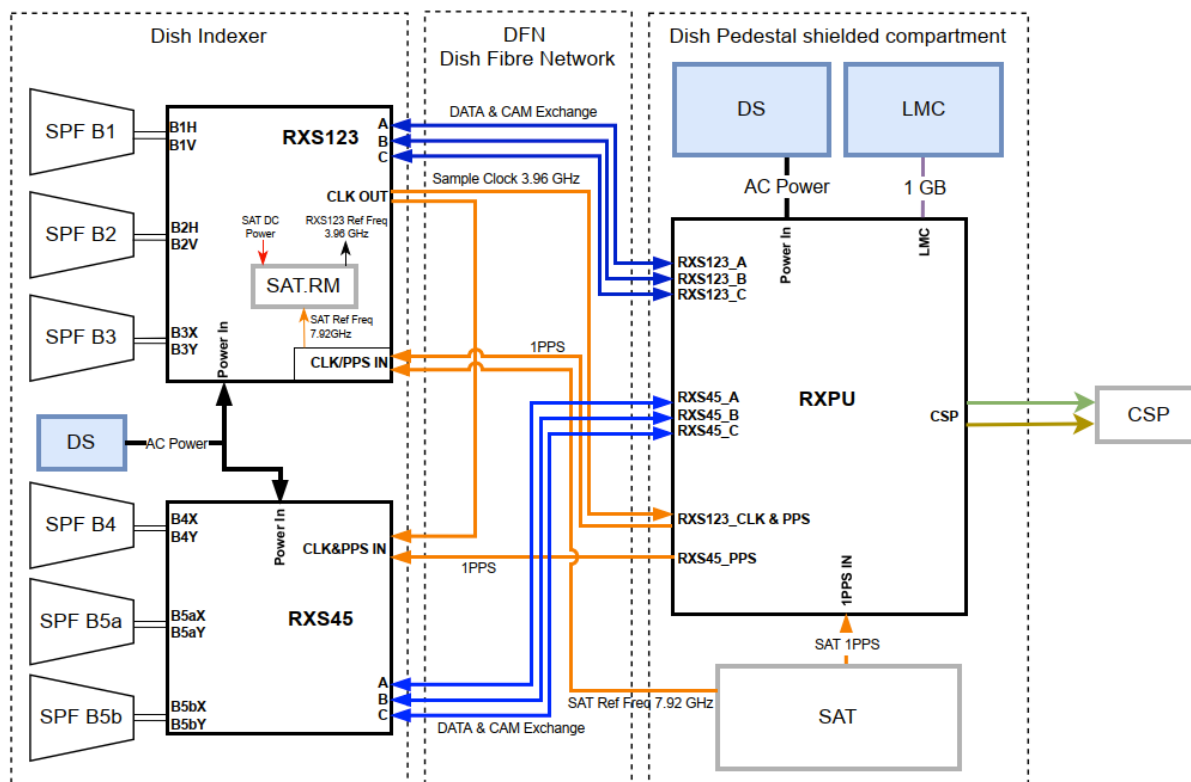 Dish Indexer
DFN
Dish Fibre Network
Dish Pedestal shielded compartment
SPF B1
B1H
B1V
RXS123
A
B
C
DATA & CAM Exchange
DS
LMC
AC Power
1 GB
SPF B2
B2H
B2V
CLK OUT
Sample Clock 3.96 GHz
SAT DC
Power
RXS123 Ref Freq
3.96 GHz
SAT.RM
SAT Ref Freq
7.92GHz
SPF B3
B3X
B3Y
Power In
CLK/PPS IN
1PPS
Power In
LMC
RXS123_A
RXS123_B
RXS123_C
RXPU
RXS45_A
RXS45_B
RXS45_C
CSP
CSP
DS
AC Power
SPF B4
B4X
B4Y
Power In
CLK&PPS IN
1PPS
RXS123_CLK & PPS
RXS45_PPS
1PPS IN
SPF B5a
B5aX
B5aY
RXS45
SAT 1PPS
SPF B5b
B5bX
B5bY
A
B
C
DATA & CAM Exchange
SAT Ref Freq 7.92 GHz
SAT